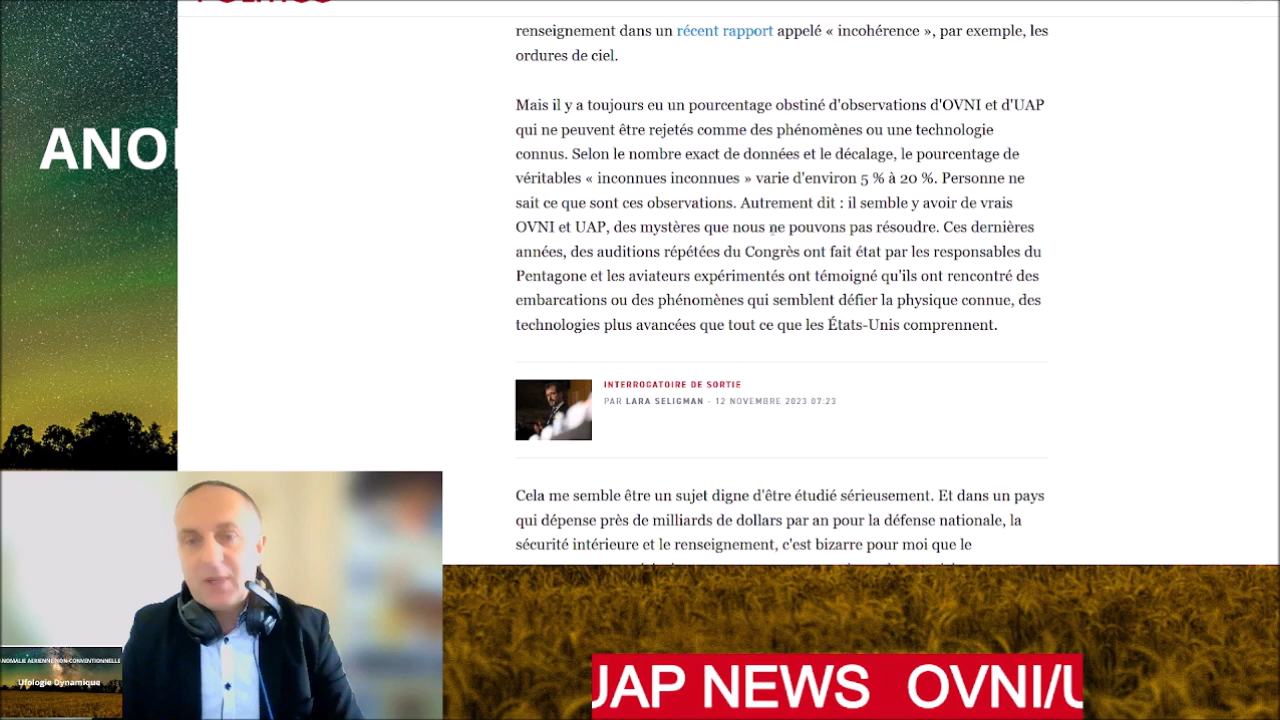 renseignement dans un récent rapport appelé « incohérence », par exemple, les
ordures de ciel.
Mais il y a toujours eu un pourcentage obstiné d'observations d'OVNI et d'UAP
qui ne peuvent être rejetés comme des phénomènes ou une technologie
connus. Selon le nombre exact de données et le décalage, le pourcentage de
véritables « inconnues inconnues » varie d'environ 5 % à 20 %. Personne ne
sait ce que sont ces observations. Autrement dit : il semble y avoir de vrais
OVNI et UAP, des mystères que nous ne pouvons pas résoudre. Ces dernières
années, des auditions répétées du Congrès ont fait état par les responsables du
Pentagone et les aviateurs expérimentés ont témoigné qu'ils ont rencontré des
embarcations ou des phénomènes qui semblent défier la physique connue, des
technologies plus avancées que tout ce que les États-Unis comprennent.
INTERROGATOIRE DE SORTIE
PAR LARA SELIGMAN - 12 NOVEMBRE 2023 07:23
Cela me semble être un sujet digne d'être étudié sérieusement. Et dans un pays
qui dépense près de milliards de dollars par an pour la défense nationale, la
sécurité intérieure et le renseignement, c'est bizarre pour moi que le
ANO
ANOMALIE AERIENNE NON-CONVENTIONNELLE
Ufologie Dynamique
UAP NEWS OVNI/U